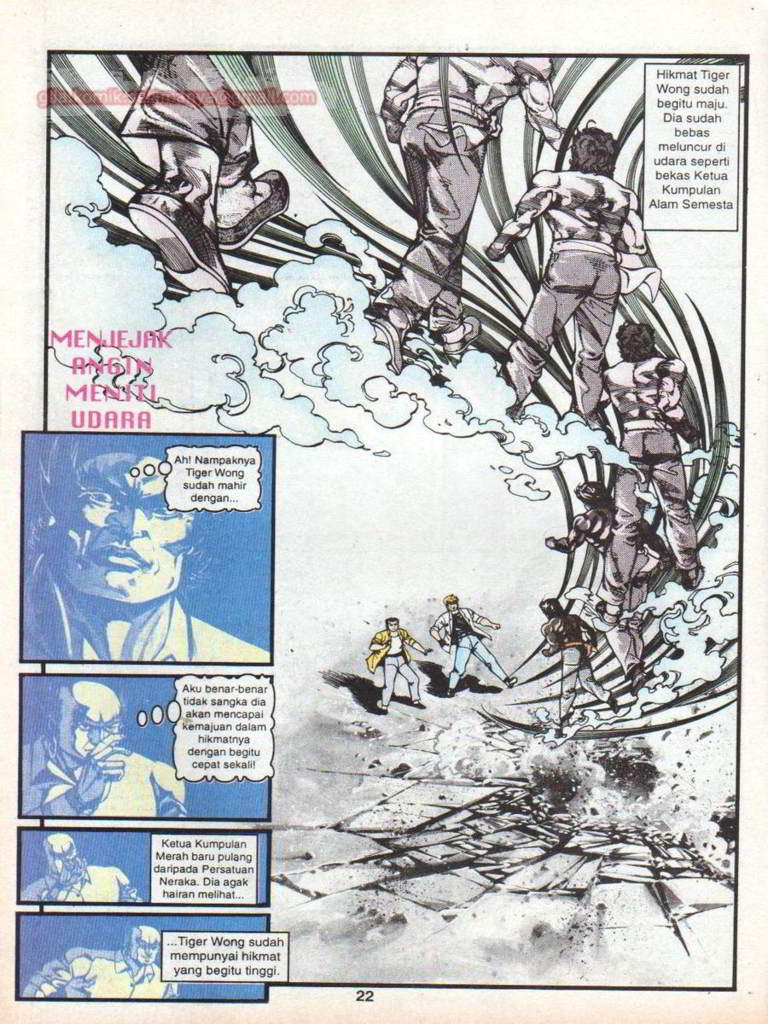 Hikmat Tiger
Wong sudah
begitu maju.
Dia sudah
bebas
meluncur di
udara seperti
bekas Ketua
Kumpulan
Alam Semesta
MENJEJAK
ANGIN
MENITI
UDARA
Ah! Nampaknya
Tiger Wong
sudah mahir
dengan...
Aku benar-benar
tidak sangka dia
akan mencapai
kemajuan dalam
hikmatnya
dengan begitu
cepat sekali!
Ketua Kumpulan
Merah baru pulang
daripada Persatuan
Neraka. Dia agak
hairan melihat...
...Tiger Wong sudah
mempunyai hikmat
yang begitu tinggi.
22